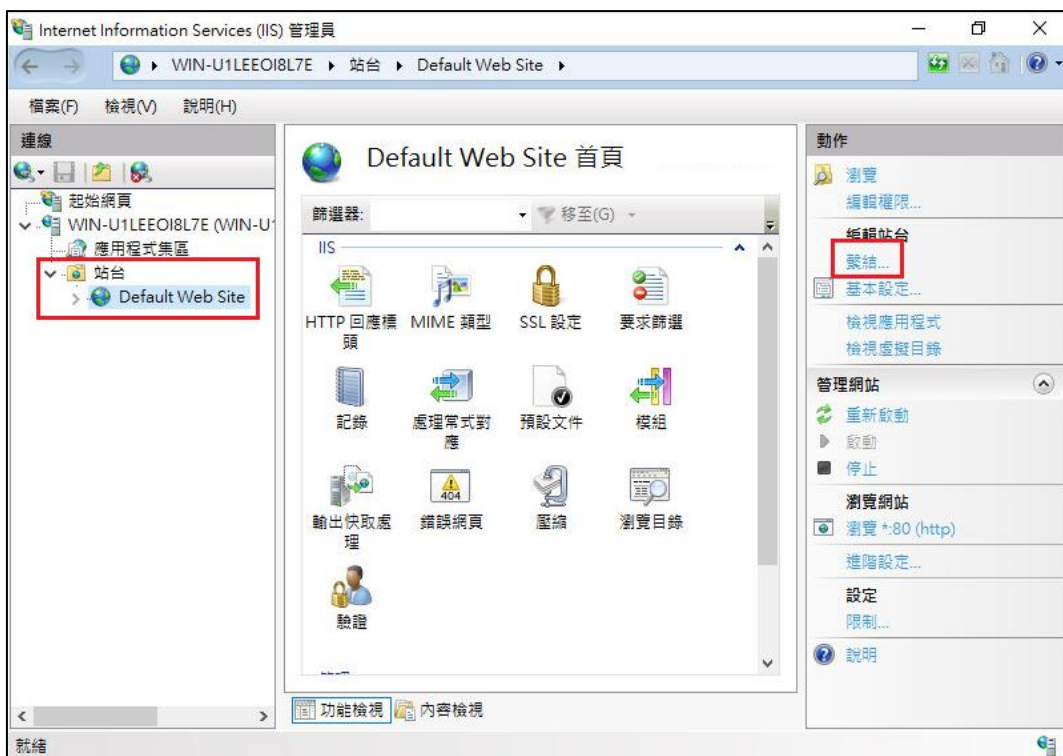 Internet Information Services (IIS) 管理員
WIN-U1LEEOI8L7E 站台 Default Web Site
檔案(F) 檢視(V) 說明(H)
連線
起始網頁
WIN-U1LEEOI8L7E (WIN-U
應用程式集區
站台
Default Web Site
Default Web Site 首頁
篩選器:
移至(G)
IIS
HTTP 回應標
頭
MIME 類型
SSL 設定
要求篩選
記錄
處理常式對
應
預設文件
模組
輸出快取處
理
錯誤網頁
404
壓縮
瀏覽目錄
驗證
功能檢視
內容檢視
動作
瀏覽
編輯權限...
編輯站台
繫結...
基本設定...
檢視應用程式
檢視虛擬目錄
管理網站
重新啟動
啟動
停止
瀏覽網站
瀏覽 *:80 (http)
進階設定...
設定
限制...
說明
就緒